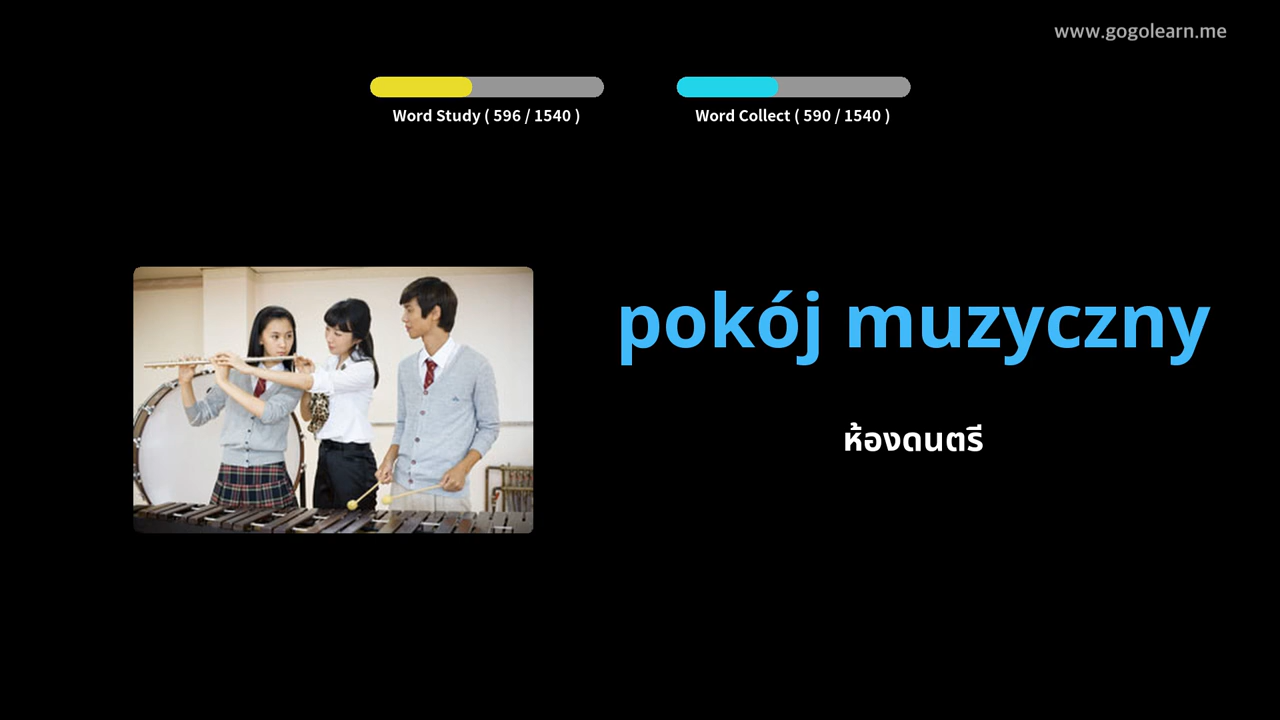 www.gogolearn.me
Word Study ( 596 / 1540 )
Word Collect ( 590 / 1540 )
pokój muzyczny
ห้องดนตรี